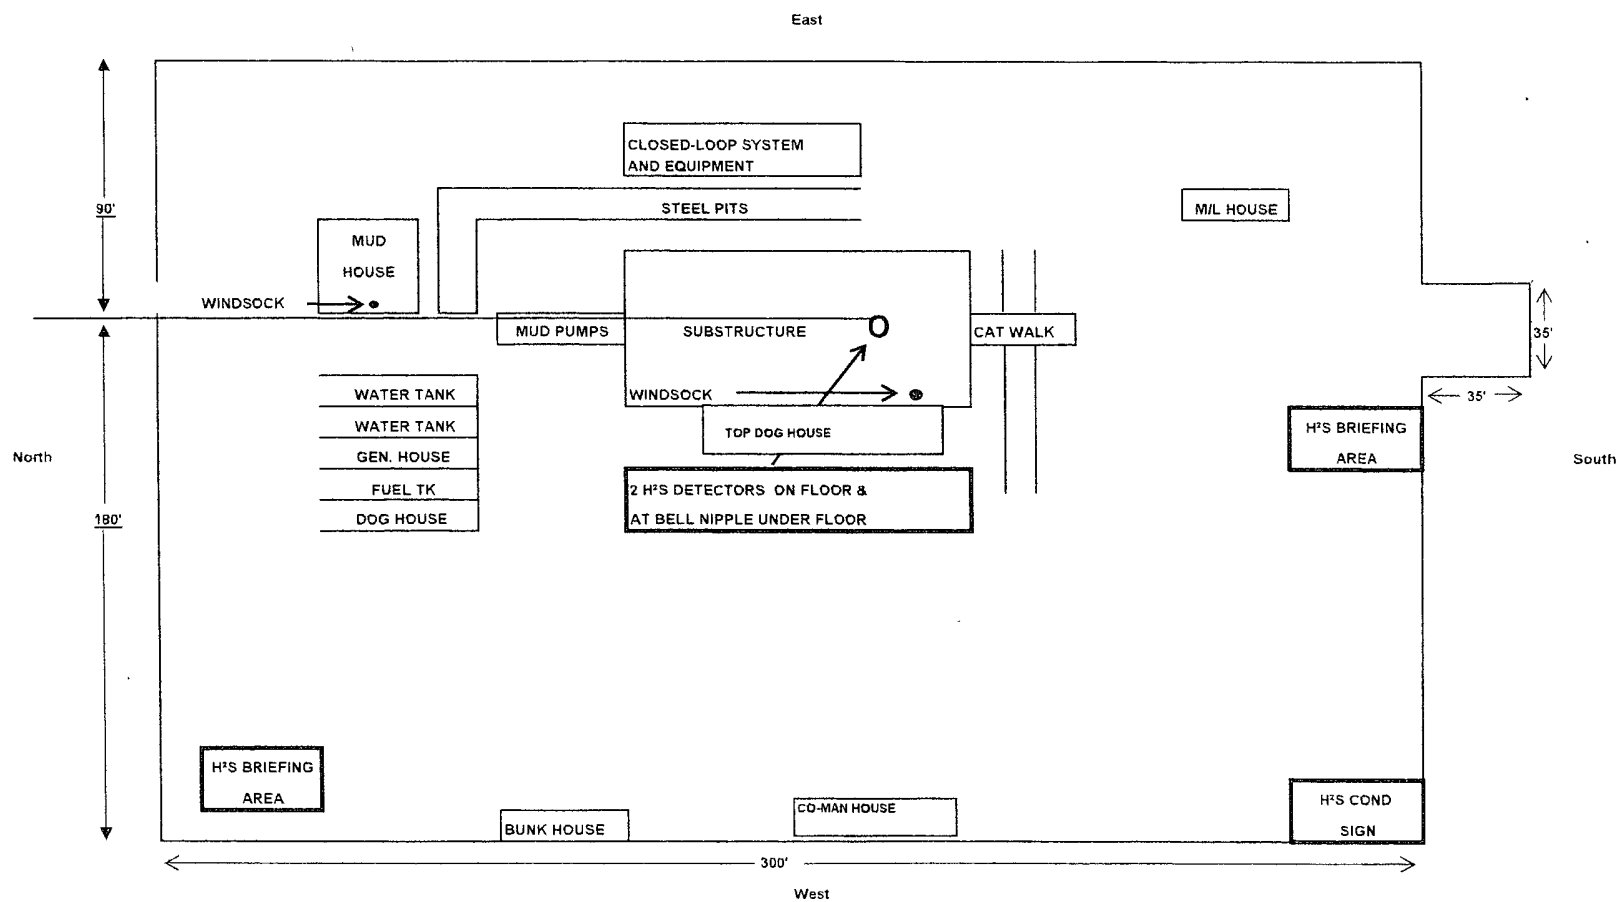 East
CLOSED-LOOP SYSTEM
AND EQUIPMENT
90'
STEEL PITS
M/L HOUSE
MUD
HOUSE
WINDSOCK
MUD PUMPS
SUBSTRUCTURE
O
CAT WALK
35'
WATER TANK
WINDSOCK
35'
WATER TANK
TOP DOG HOUSE
H²S BRIEFING
AREA
North
GEN. HOUSE
South
FUEL TK
2 H²S DETECTORS ON FLOOR &
AT BELL NIPPLE UNDER FLOOR
180'
DOG HOUSE
H²S BRIEFING
AREA
BUNK HOUSE
CO-MAN HOUSE
H²S COND
SIGN
300'
West